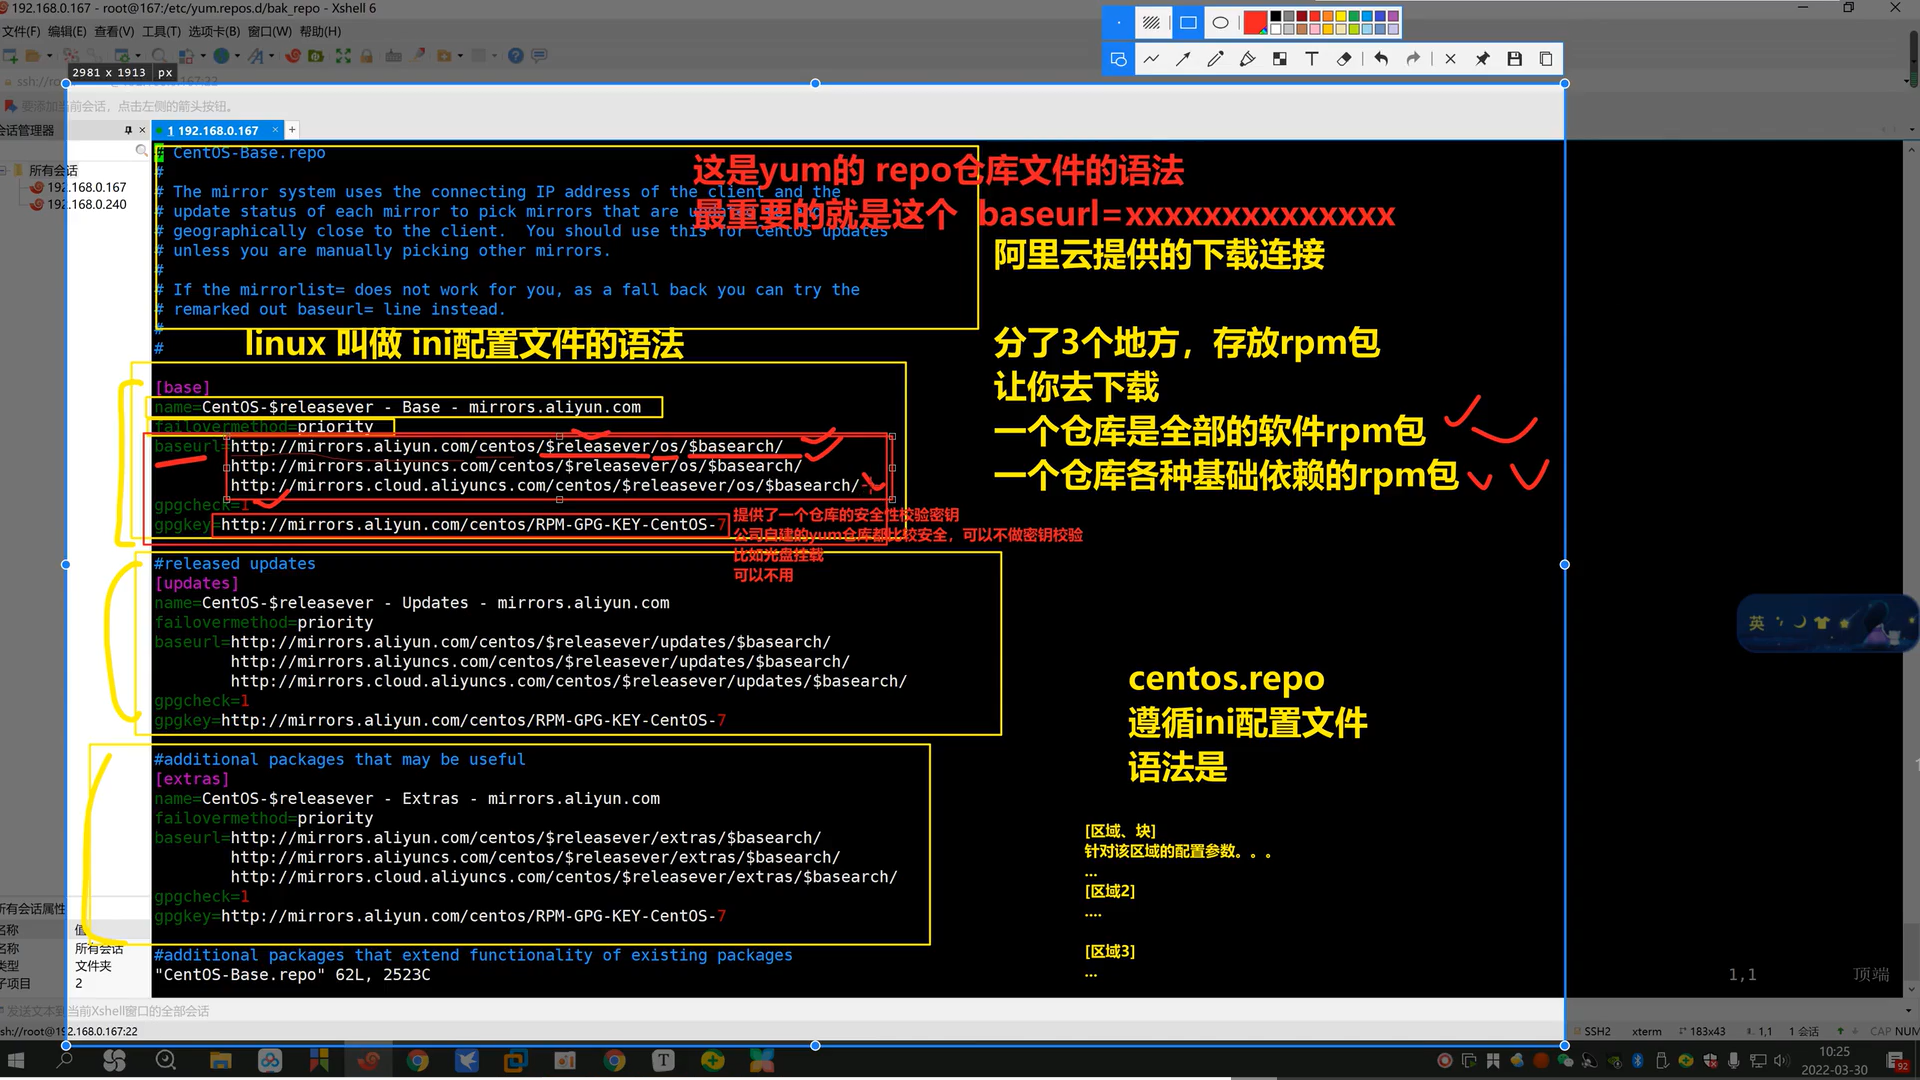 192.168.0.167 - root@167:/etc/yum.repos.d/bak_repo - Xshell 6
文件(F) 编辑(E) 查看(V) 工具(T) 选项卡(B) 窗口(W) 帮助(H)
2981 x 1913 px
要添加当前会话，点击左侧的箭头按钮。
会话管理器
1 192.168.0.167
所有会话
192.168.0.167
192.168.0.240
# CentOS-Base.repo
#
# The mirror system uses the connecting IP address of the client and the
# update status of each mirror to pick mirrors that are updated to and
# geographically close to the client.  You should use this for CentOS updates
# unless you are manually picking other mirrors.
#
# If the mirrorlist= does not work for you, as a fall back you can try the
# remarked out baseurl= line instead.
#
#
这是yum的 repo仓库文件的语法
最重要的就是这个 baseurl=xxxxxxxxxxxxxx
阿里云提供的下载连接
linux 叫做 ini配置文件的语法
分了3个地方，存放rpm包
让你去下载
一个仓库是全部的软件rpm包
一个仓库各种基础依赖的rpm包
[base]
name=CentOS-$releasever - Base - mirrors.aliyun.com
failovermethod=priority
baseurl=http://mirrors.aliyun.com/centos/$releasever/os/$basearch/
http://mirrors.aliyuncs.com/centos/$releasever/os/$basearch/
http://mirrors.cloud.aliyuncs.com/centos/$releasever/os/$basearch/
gpgcheck=1
gpgkey=http://mirrors.aliyun.com/centos/RPM-GPG-KEY-CentOS-7
提供了一个仓库的安全性校验密钥
公司自建的yum仓库都比较安全，可以不做密钥校验
比如光盘挂载
可以不用
#released updates
[updates]
name=CentOS-$releasever - Updates - mirrors.aliyun.com
failovermethod=priority
baseurl=http://mirrors.aliyun.com/centos/$releasever/updates/$basearch/
http://mirrors.aliyuncs.com/centos/$releasever/updates/$basearch/
http://mirrors.cloud.aliyuncs.com/centos/$releasever/updates/$basearch/
gpgcheck=1
gpgkey=http://mirrors.aliyun.com/centos/RPM-GPG-KEY-CentOS-7
英
centos.repo
遵循ini配置文件
语法是
#additional packages that may be useful
[extras]
name=CentOS-$releasever - Extras - mirrors.aliyun.com
failovermethod=priority
baseurl=http://mirrors.aliyun.com/centos/$releasever/extras/$basearch/
http://mirrors.aliyuncs.com/centos/$releasever/extras/$basearch/
http://mirrors.cloud.aliyuncs.com/centos/$releasever/extras/$basearch/
gpgcheck=1
gpgkey=http://mirrors.aliyun.com/centos/RPM-GPG-KEY-CentOS-7
[区域、块]
针对该区域的配置参数。。。
...
[区域2]
....
[区域3]
...
#additional packages that extend functionality of existing packages
"CentOS-Base.repo" 62L, 2523C
1,1 顶端
所有会话属性
名称 值
名称 所有会话
类型 文件夹
子项目 2
发送文本到当前Xshell窗口的全部会话
ssh://root@192.168.0.167:22
SSH2 xterm 183x43 1,1 1 会话 CAP NUM
10:25
2022-03-30
92